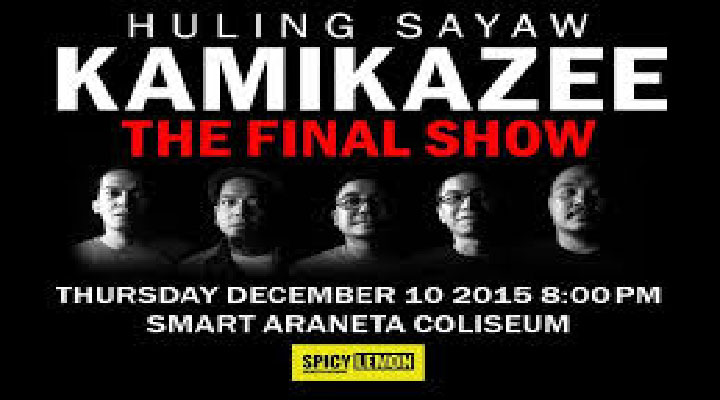 HULING SAYAW
KAMIKAZEE
THE FINAL SHOW
THURSDAY DECEMBER 10 2015 8:00 PM
SMART ARANETA COLISEUM
SPICY LEMON